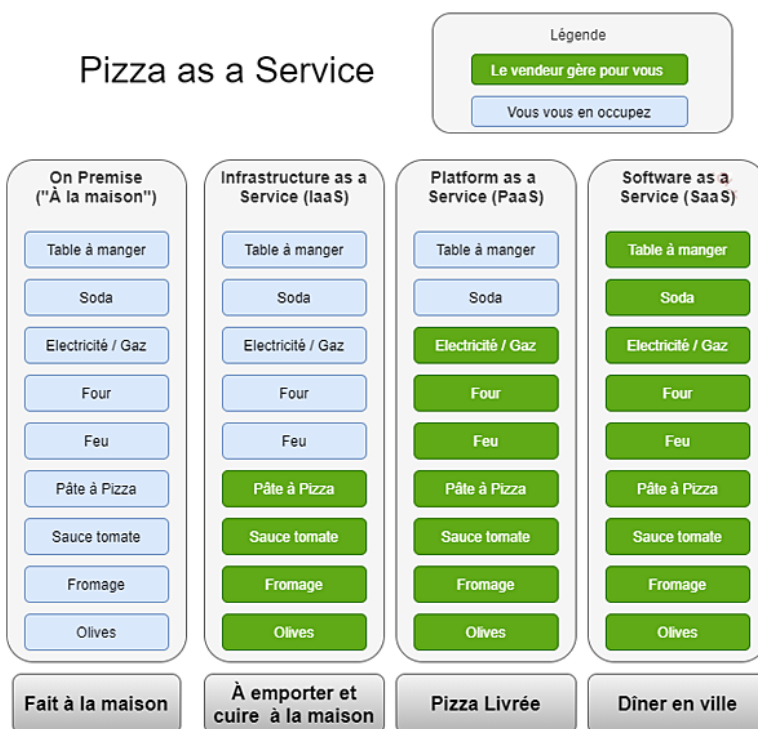 Pizza as a Service
Légende
Le vendeur gère pour vous
Vous vous en occupez
On Premise
("À la maison")
Table à manger
Soda
Electricité / Gaz
Four
Feu
Pâte à Pizza
Sauce tomate
Fromage
Olives
Fait à la maison
Infrastructure as a
Service (IaaS)
Table à manger
Soda
Electricité / Gaz
Four
Feu
Pâte à Pizza
Sauce tomate
Fromage
Olives
À emporter et
cuire à la maison
Platform as a
Service (PaaS)
Table à manger
Soda
Electricité / Gaz
Four
Feu
Pâte à Pizza
Sauce tomate
Fromage
Olives
Pizza Livrée
Software as a
Service (SaaS)
Table à manger
Soda
Electricité / Gaz
Four
Feu
Pâte à Pizza
Sauce tomate
Fromage
Olives
Dîner en ville